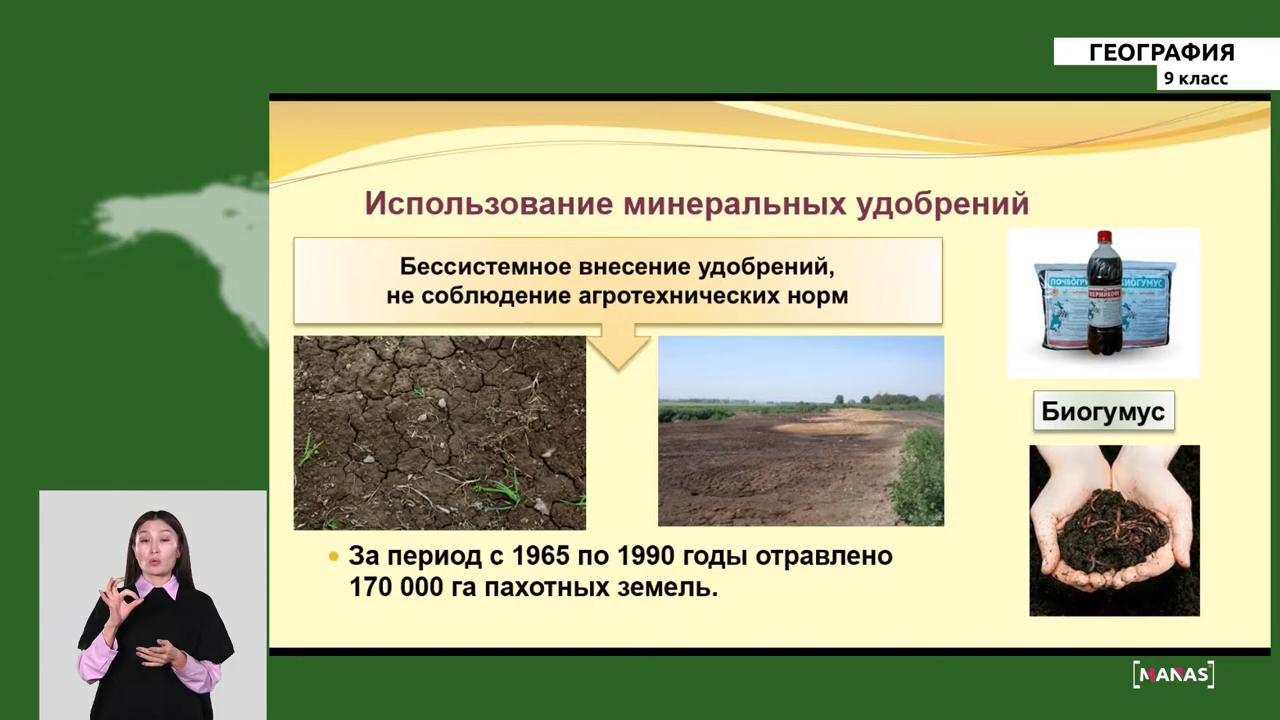 ГЕОГРАФИЯ
9 класс
Использование минеральных удобрений
Бессистемное внесение удобрений,
не соблюдение агротехнических норм
БИОГУМУС
Биогумус
За период с 1965 по 1990 годы отравлено
170 000 га пахотных земель.
MANAS